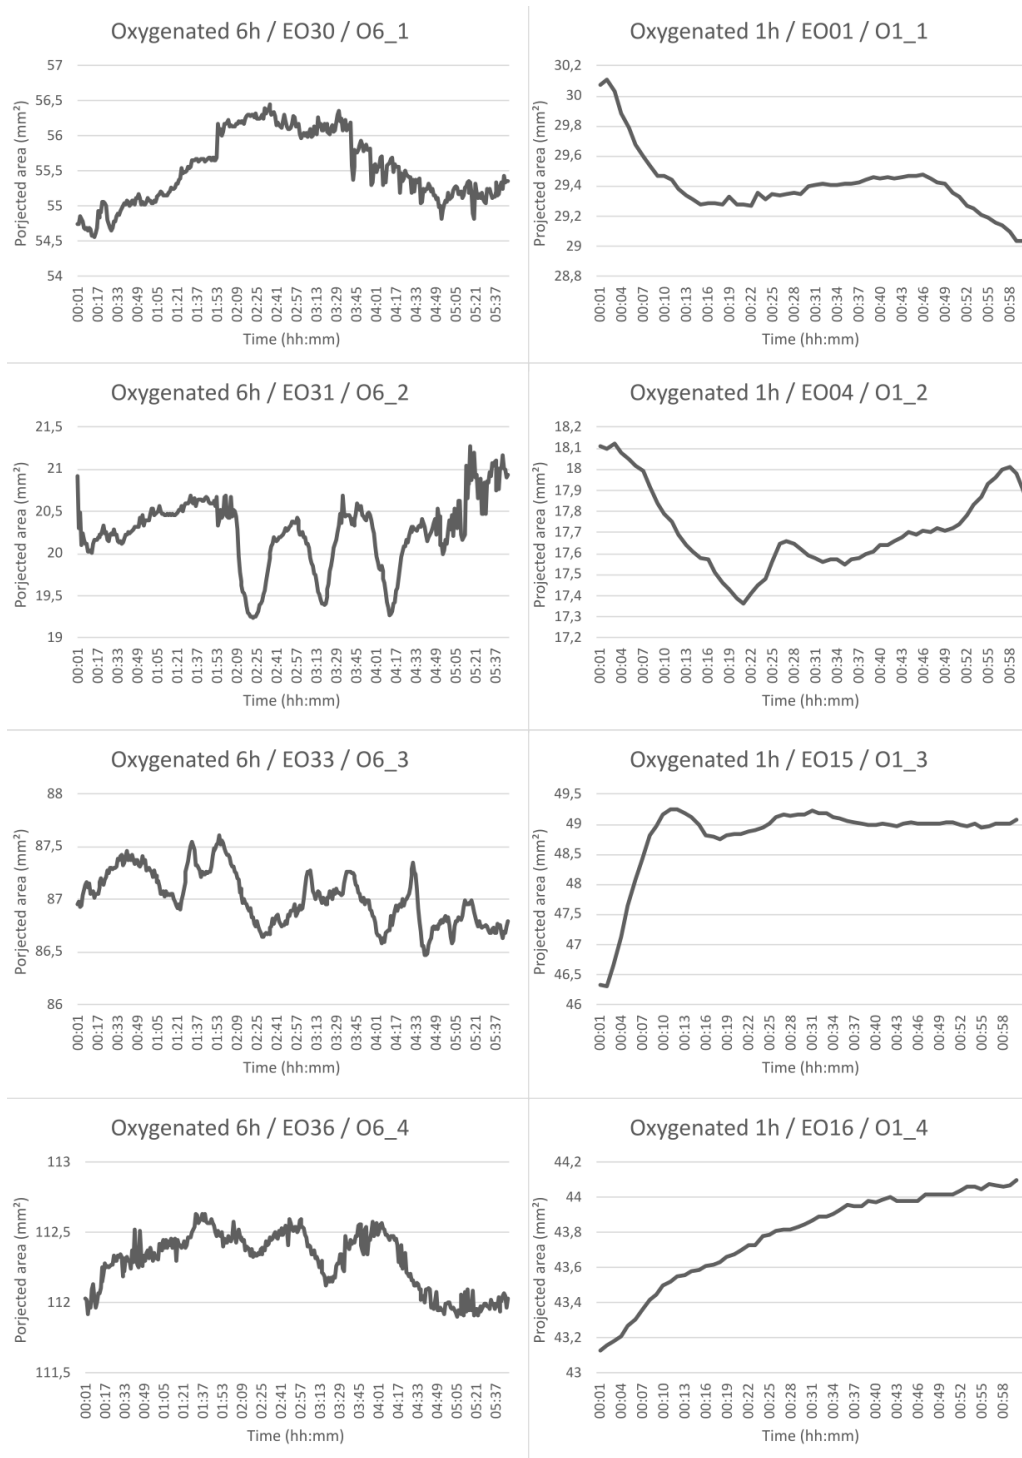 Oxygenated 6h / EO30 / O6_1
Porjected area (mm²)
57
56,5
56
55,5
55
54,5
54
00:01 00:17 00:33 00:49 01:05 01:21 01:37 01:53 02:09 02:25 02:41 02:57 03:13 03:29 03:45 04:01 04:17 04:33 04:49 05:05 05:21 05:37
Time (hh:mm)
Oxygenated 1h / EO01 / O1_1
Projected area (mm²)
30,2
30
29,8
29,6
29,4
29,2
29
28,8
00:01 00:04 00:07 00:10 00:13 00:16 00:19 00:22 00:25 00:28 00:31 00:34 00:37 00:40 00:43 00:46 00:49 00:52 00:55 00:58
Time (hh:mm)
Oxygenated 6h / EO31 / O6_2
Porjected area (mm²)
21,5
21
20,5
20
19,5
19
00:01 00:17 00:33 00:49 01:05 01:21 01:37 01:53 02:09 02:25 02:41 02:57 03:13 03:29 03:45 04:01 04:17 04:33 04:49 05:05 05:21 05:37
Time (hh:mm)
Oxygenated 1h / EO04 / O1_2
Projected area (mm²)
18,2
18,1
18
17,9
17,8
17,7
17,6
17,5
17,4
17,3
17,2
00:01 00:04 00:07 00:10 00:13 00:16 00:19 00:22 00:25 00:28 00:31 00:34 00:37 00:40 00:43 00:46 00:49 00:52 00:55 00:58
Time (hh:mm)
Oxygenated 6h / EO33 / O6_3
Porjected area (mm²)
88
87,5
87
86,5
86
00:01 00:17 00:33 00:49 01:05 01:21 01:37 01:53 02:09 02:25 02:41 02:57 03:13 03:29 03:45 04:01 04:17 04:33 04:49 05:05 05:21 05:37
Time (hh:mm)
Oxygenated 1h / EO15 / O1_3
Projected area (mm²)
49,5
49
48,5
48
47,5
47
46,5
46
00:01 00:04 00:07 00:10 00:13 00:16 00:19 00:22 00:25 00:28 00:31 00:34 00:37 00:40 00:43 00:46 00:49 00:52 00:55 00:58
Time (hh:mm)
Oxygenated 6h / EO36 / O6_4
Porjected area (mm²)
113
112,5
112
111,5
00:01 00:17 00:33 00:49 01:05 01:21 01:37 01:53 02:09 02:25 02:41 02:57 03:13 03:29 03:45 04:01 04:17 04:33 04:49 05:05 05:21 05:37
Time (hh:mm)
Oxygenated 1h / EO16 / O1_4
Projected area (mm²)
44,2
44
43,8
43,6
43,4
43,2
43
00:01 00:04 00:07 00:10 00:13 00:16 00:19 00:22 00:25 00:28 00:31 00:34 00:37 00:40 00:43 00:46 00:49 00:52 00:55 00:58
Time (hh:mm)